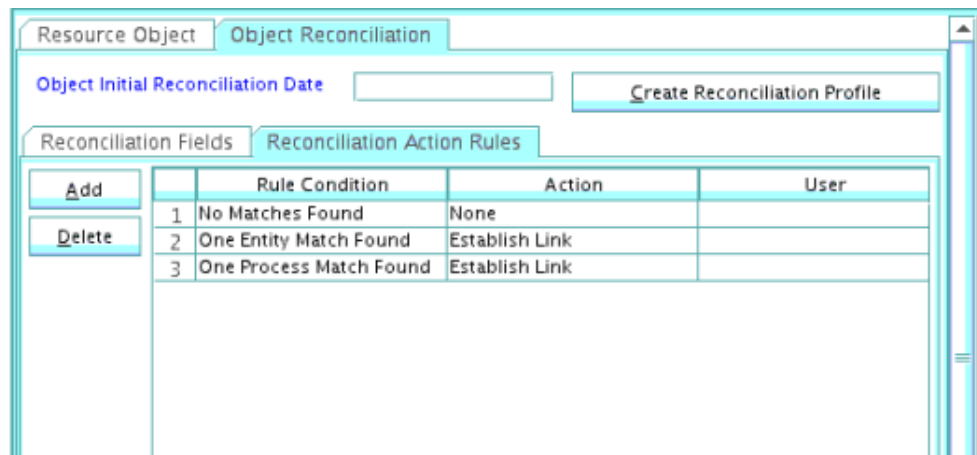 Resource Object Object Reconciliation
Object Initial Reconciliation Date Create Reconciliation Profile
Reconciliation Fields Reconciliation Action Rules
Add Rule Condition Action User
1 No Matches Found None
Delete 2 One Entity Match Found Establish Link
3 One Process Match Found Establish Link